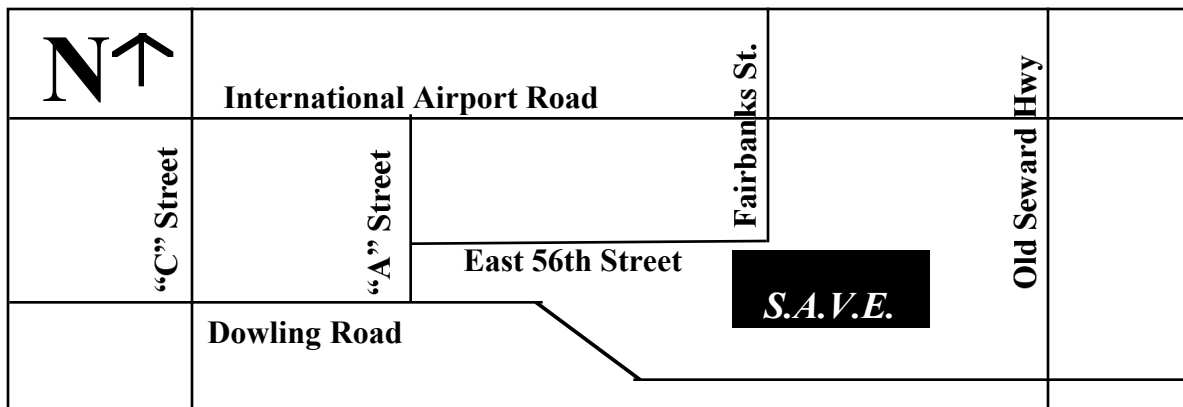 N
International Airport Road
Fairbanks St.
Old Seward Hwy
“C” Street
“A” Street
East 56th Street
S.A.V.E.
Dowling Road